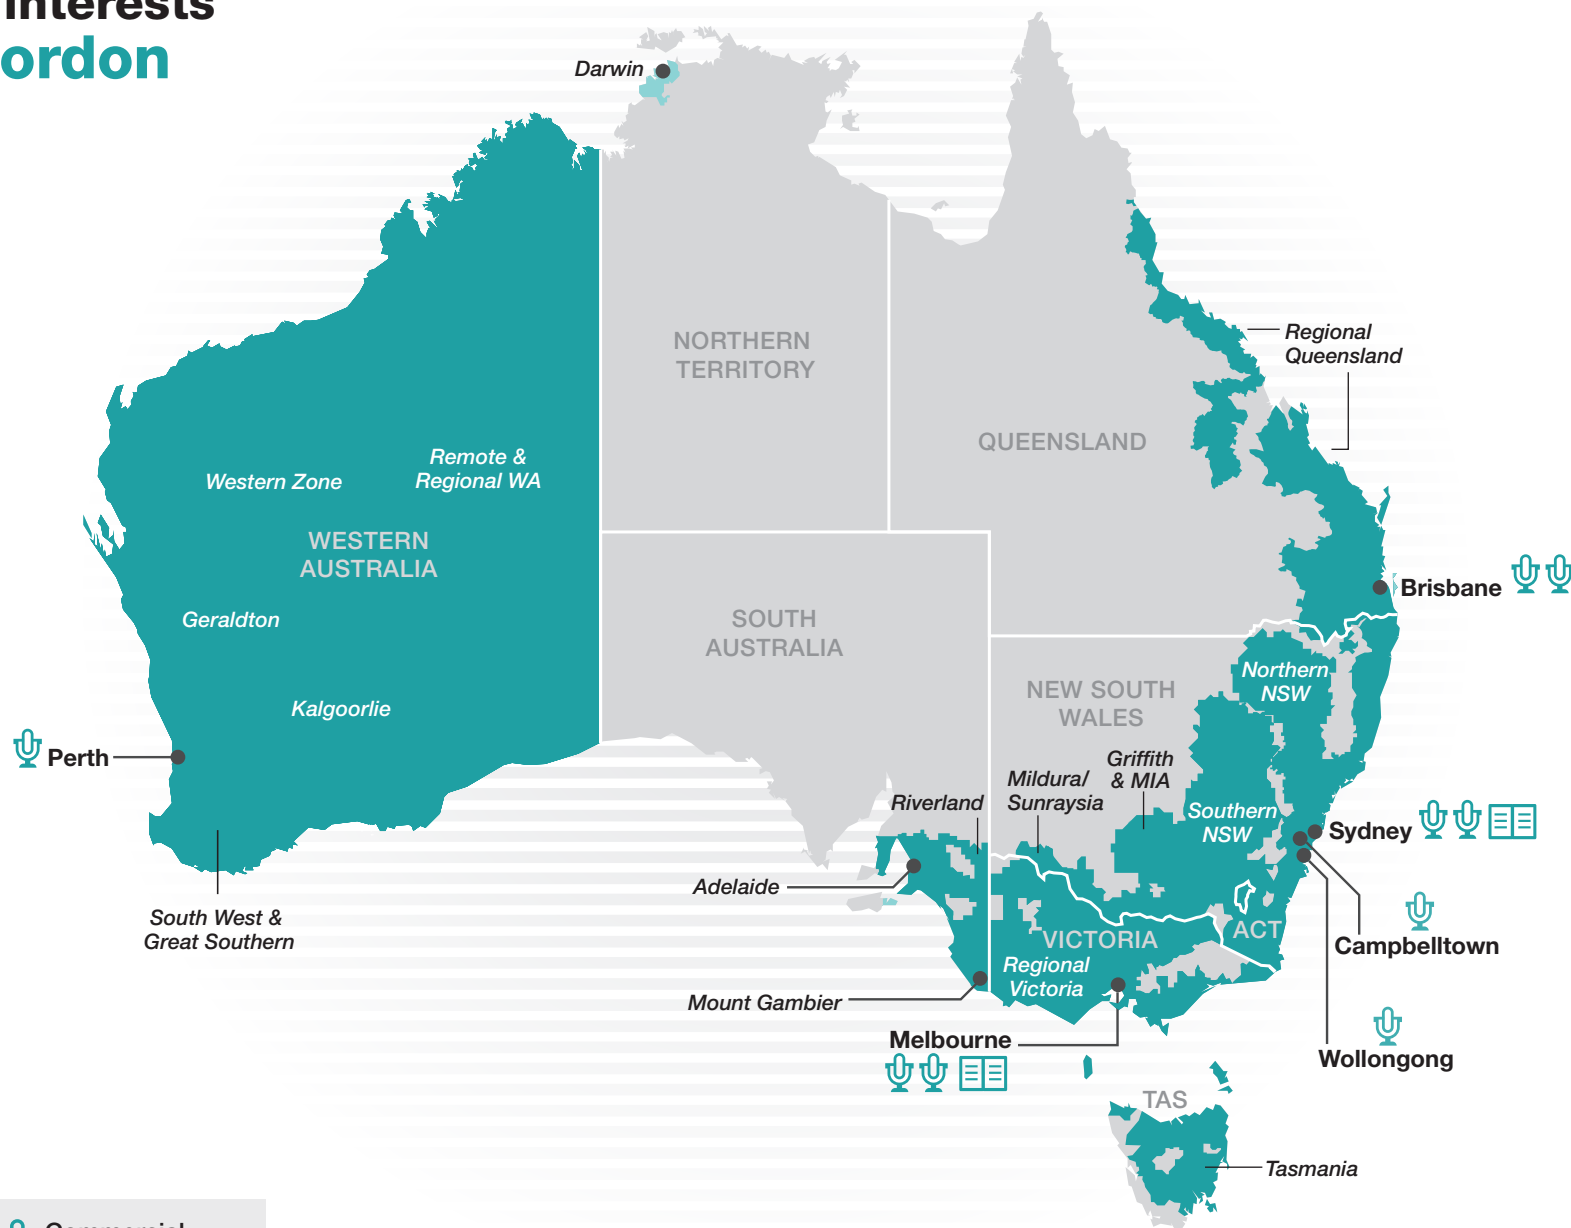 interests
ordon
Darwin
NORTHERN
TERRITORY
Regional
Queensland
QUEENSLAND
Remote &
Regional WA
Western Zone
WESTERN
AUSTRALIA
Brisbane
Geraldton
SOUTH
AUSTRALIA
Northern
NSW
NEW SOUTH
WALES
Kalgoorlie
Perth
Griffith
& MIA
Mildura/
Sunraysia
Riverland
Southern
NSW
Sydney
Adelaide
South West &
Great Southern
VICTORIA
ACT
Campbelltown
Regional
Victoria
Mount Gambier
Melbourne
Wollongong
TAS
Tasmania
Commercial